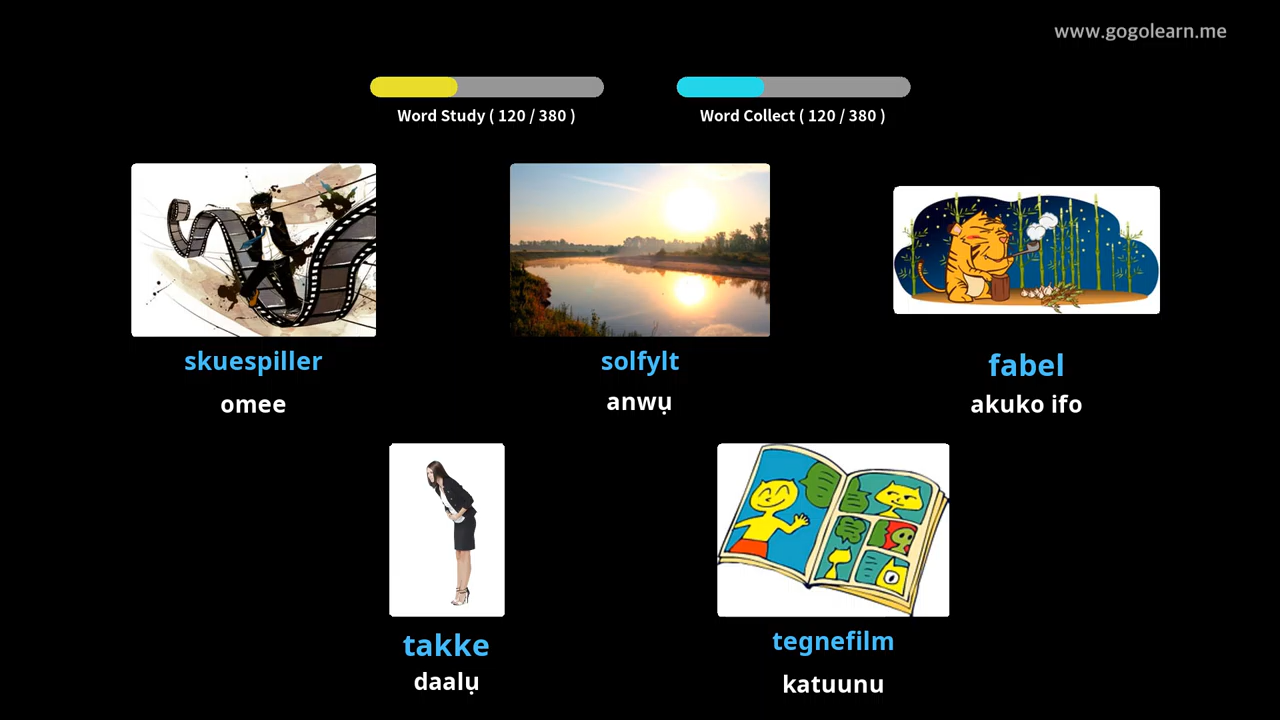 www.gogolearn.me
Word Study ( 120 / 380 )
Word Collect ( 120 / 380 )
skuespiller
omee
solfylt
anwụ
fabel
akuko ifo
takke
daalụ
tegnefilm
katuunu